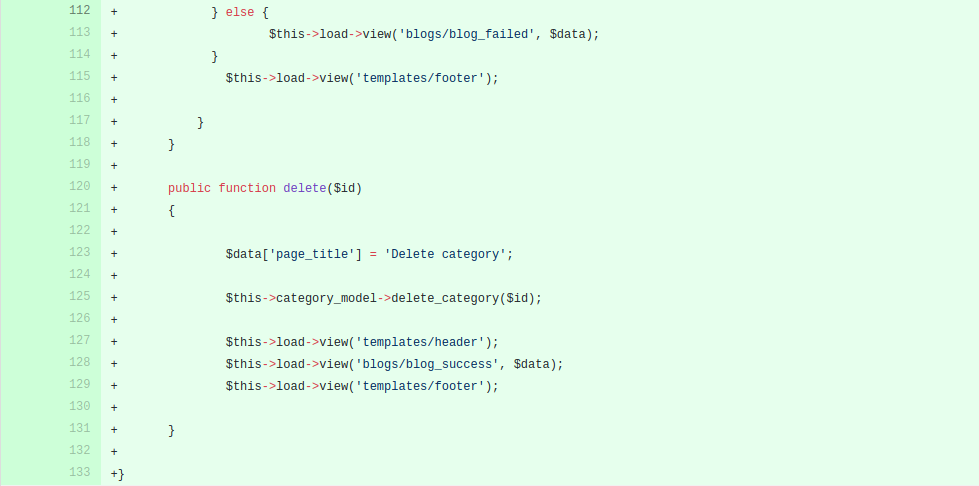 112 + } else {
113 + $this->load->view('blogs/blog_failed', $data);
114 + }
115 + $this->load->view('templates/footer');
116 +
117 + }
118 + }
119 +
120 + public function delete($id)
121 + {
122 +
123 + $data['page_title'] = 'Delete category';
124 +
125 + $this->category_model->delete_category($id);
126 +
127 + $this->load->view('templates/header');
128 + $this->load->view('blogs/blog_success', $data);
129 + $this->load->view('templates/footer');
130 +
131 + }
132 +
133 +}